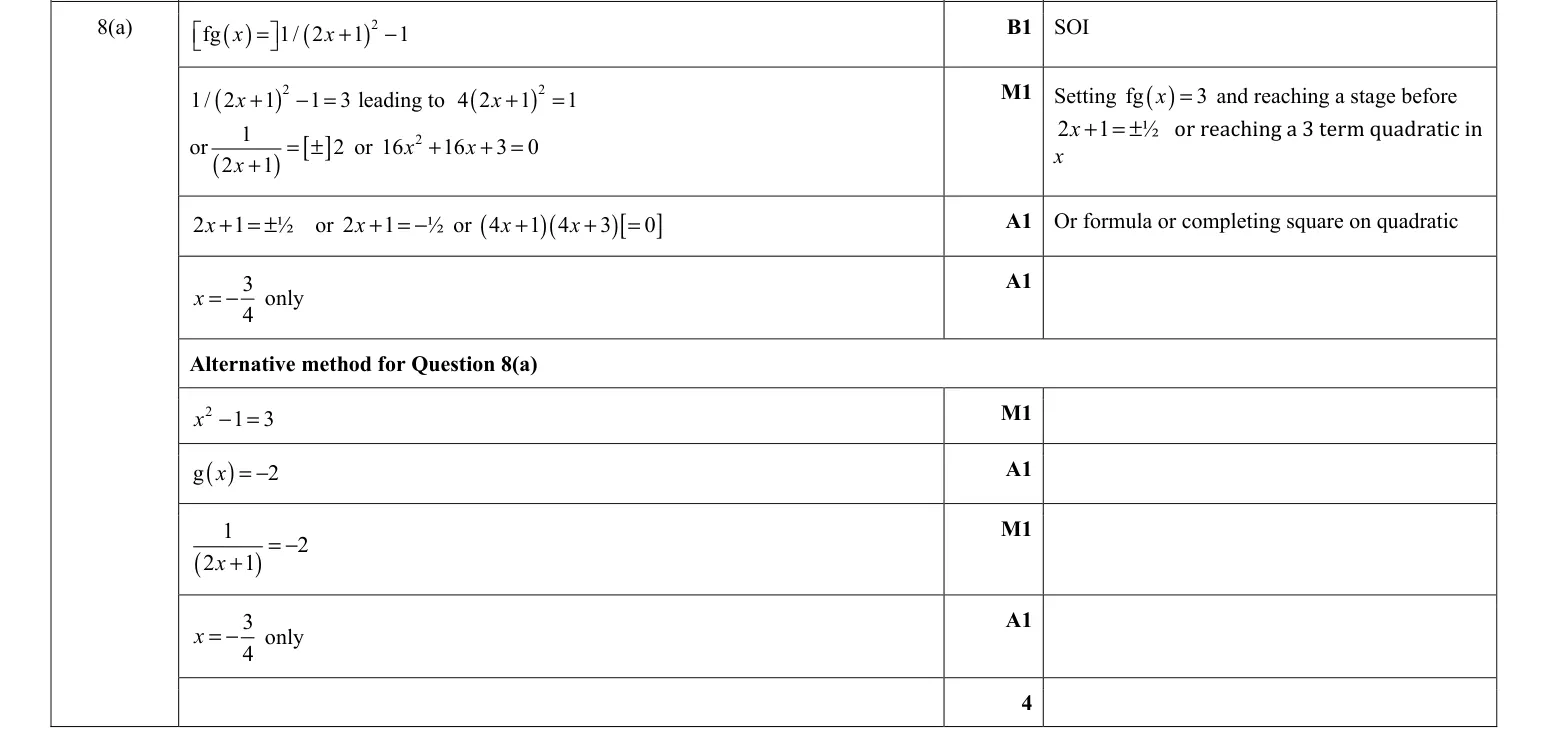 8(a)
[fg(x)=]1/(2x+1)² −1
B1
SOI
1/(2x+1)² −1=3 leading to 4(2x+1)² =1
or 1/(2x+1) =[±]2 or 16x² +16x+3=0
M1
Setting fg(x)=3 and reaching a stage before
2x+1=±½ or reaching a 3 term quadratic in
x
2x+1=±½ or 2x+1=−½ or (4x+1)(4x+3)[=0]
A1
Or formula or completing square on quadratic
x=−3/4 only
A1
Alternative method for Question 8(a)
x² −1=3
M1
g(x)=−2
A1
1/(2x+1) =−2
M1
x=−3/4 only
A1
4